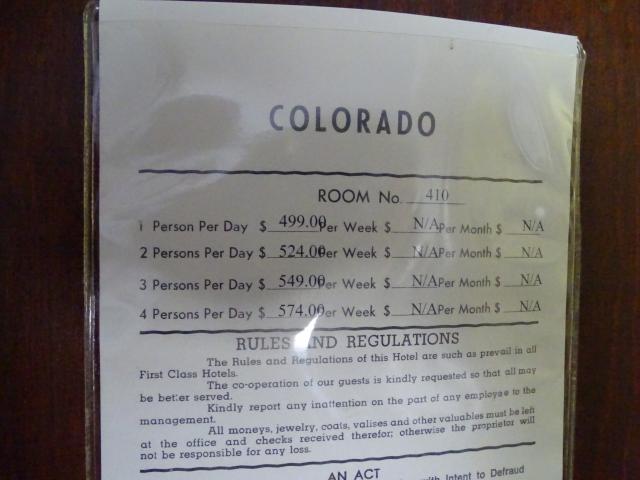 COLORADO
ROOM No. 410
1 Person Per Day $ 499.00 Per Week $ N/A Per Month $ N/A
2 Persons Per Day $ 524.00 Per Week $ N/A Per Month $ N/A
3 Persons Per Day $ 549.00 Per Week $ N/A Per Month $ N/A
4 Persons Per Day $ 574.00 Per Week $ N/A Per Month $ N/A
RULES AND REGULATIONS
The Rules and Regulations of this Hotel are such as prevail in all
First Class Hotels.
The co-operation of our guests is kindly requested so that all may
be better served.
Kindly report any inattention on the part of any employee to the
management.
All moneys, jewelry, coats, valises and other valuables must be left
at the office and checks received therefor; otherwise the proprietor will
not be responsible for any loss.
AN ACT
with Intent to Defraud